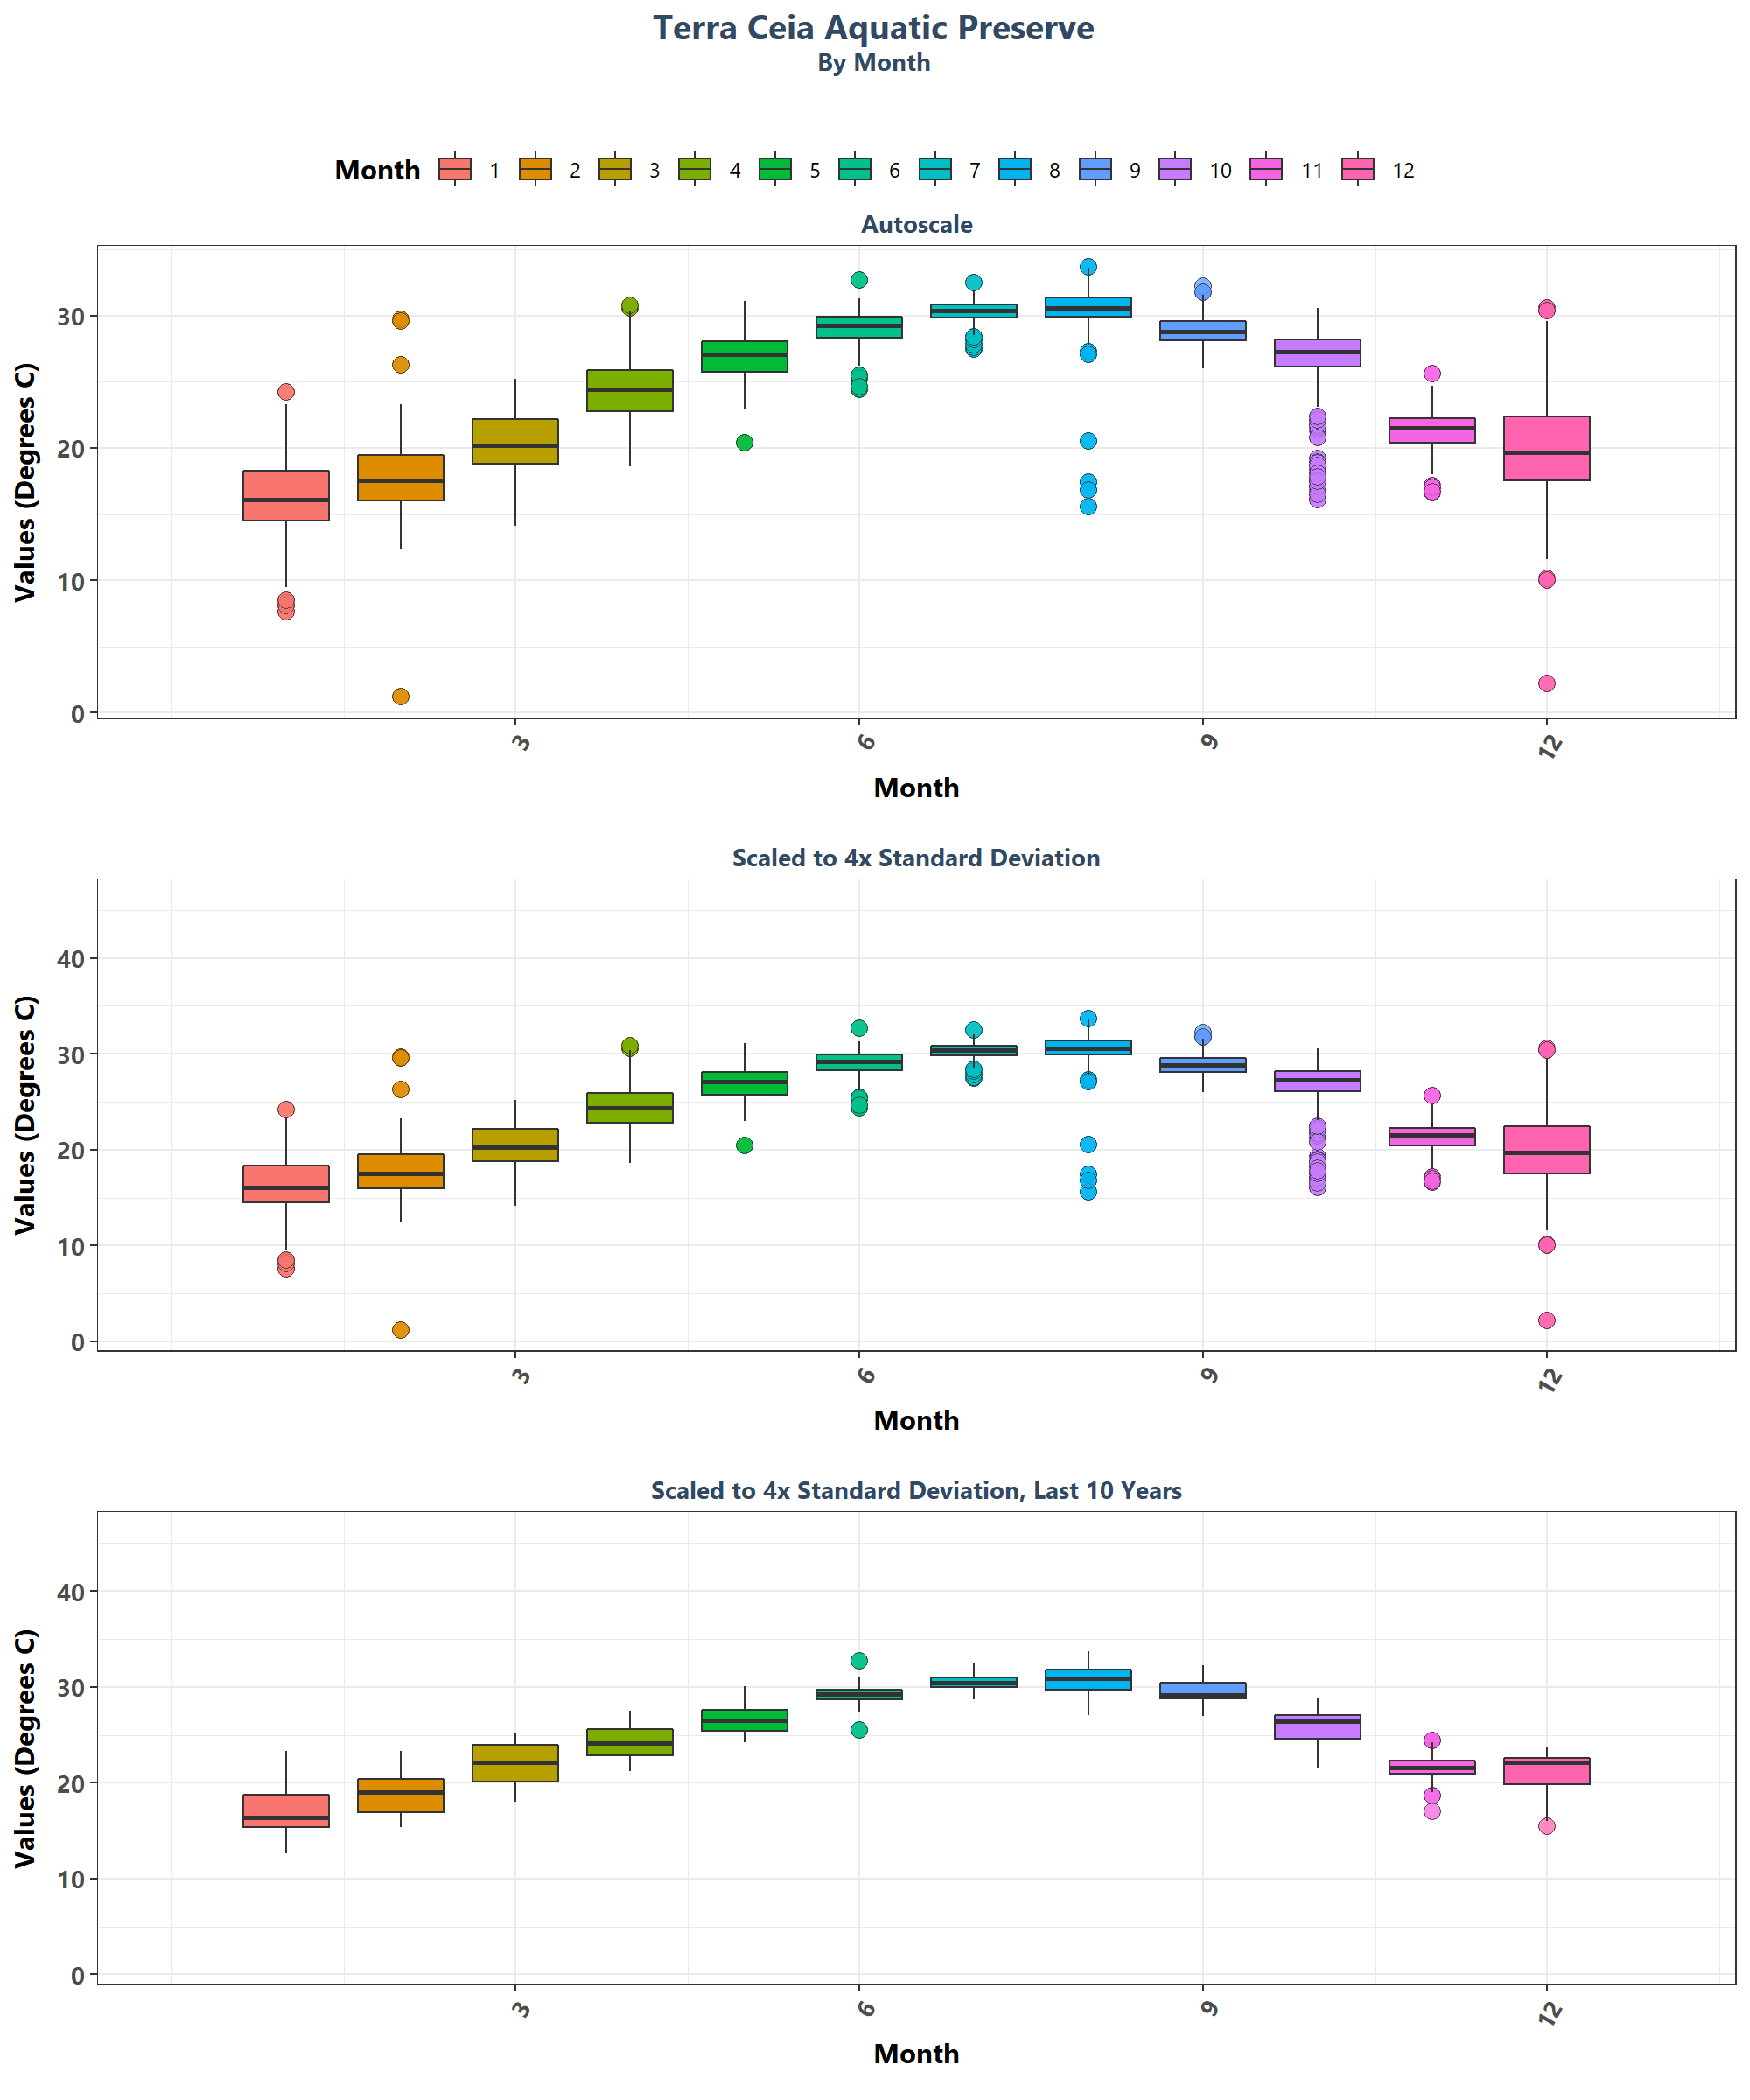 Terra Ceia Aquatic Preserve
By Month
Month 1 2 3 4 5 6 7 8 9 10 11 12
Autoscale
Values (Degrees C)
30
20
10
0
3 6 9 12
Month
Scaled to 4x Standard Deviation
Values (Degrees C)
40
30
20
10
0
3 6 9 12
Month
Scaled to 4x Standard Deviation, Last 10 Years
Values (Degrees C)
40
30
20
10
0
3 6 9 12
Month